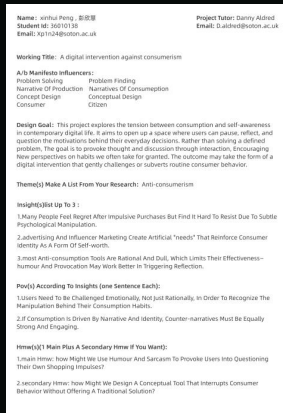 Name: xinhui Peng , 彭欣慧
Project Tutor: Danny Aldred
Student Id: 36010138
Email: D.aldred@soton.ac.uk
Email: Xp1n24@soton.ac.uk
Working Title: A digital intervention against consumerism
A/b Manifesto Influencers:
Problem Solving Problem Finding
Narrative Of Production Narratives Of Consumeption
Concept Design Conceptual Design
Consumer Citizen
Design Goal: This project explores the tension between consumption and self-awareness
in contemporary digital life. It aims to open up a space where users can pause, reflect, and
question the motivations behind their everyday decisions. Rather than solving a defined
problem, The goal is to provoke thought and discussion through interaction, Encouraging
New perspectives on habits we often take for granted. The outcome may take the form of a
digital intervention that gently challenges or subverts routine consumer behavior.
Theme(s) Make A List From Your Research: Anti-consumerism
Insight(s)list Up To 3 :
1.Many People Feel Regret After Impulsive Purchases But Find It Hard To Resist Due To Subtle
Psychological Manipulation.
2.advertising And Influencer Marketing Create Artificial "needs" That Reinforce Consumer
Identity As A Form Of Self-worth.
3.most Anti-consumption Tools Are Rational And Dull, Which Limits Their Effectiveness—
humour And Provocation May Work Better In Triggering Reflection.
Pov(s) According To Insights (one Sentence Each):
1.Users Need To Be Challenged Emotionally, Not Just Rationally, In Order To Recognize The
Manipulation Behind Their Consumption Habits.
2.if Consumption Is Driven By Narrative And Identity, Counter-narratives Must Be Equally
Strong And Engaging.
Hmw(s)(1 Main Plus A Secondary Hmw If You Want):
1.main Hmw: how Might We Use Humour And Sarcasm To Provoke Users Into Questioning
Their Own Shopping Impulses?
2.secondary Hmw: how Might We Design A Conceptual Tool That Interrupts Consumer
Behavior Without Offering A Traditional Solution?